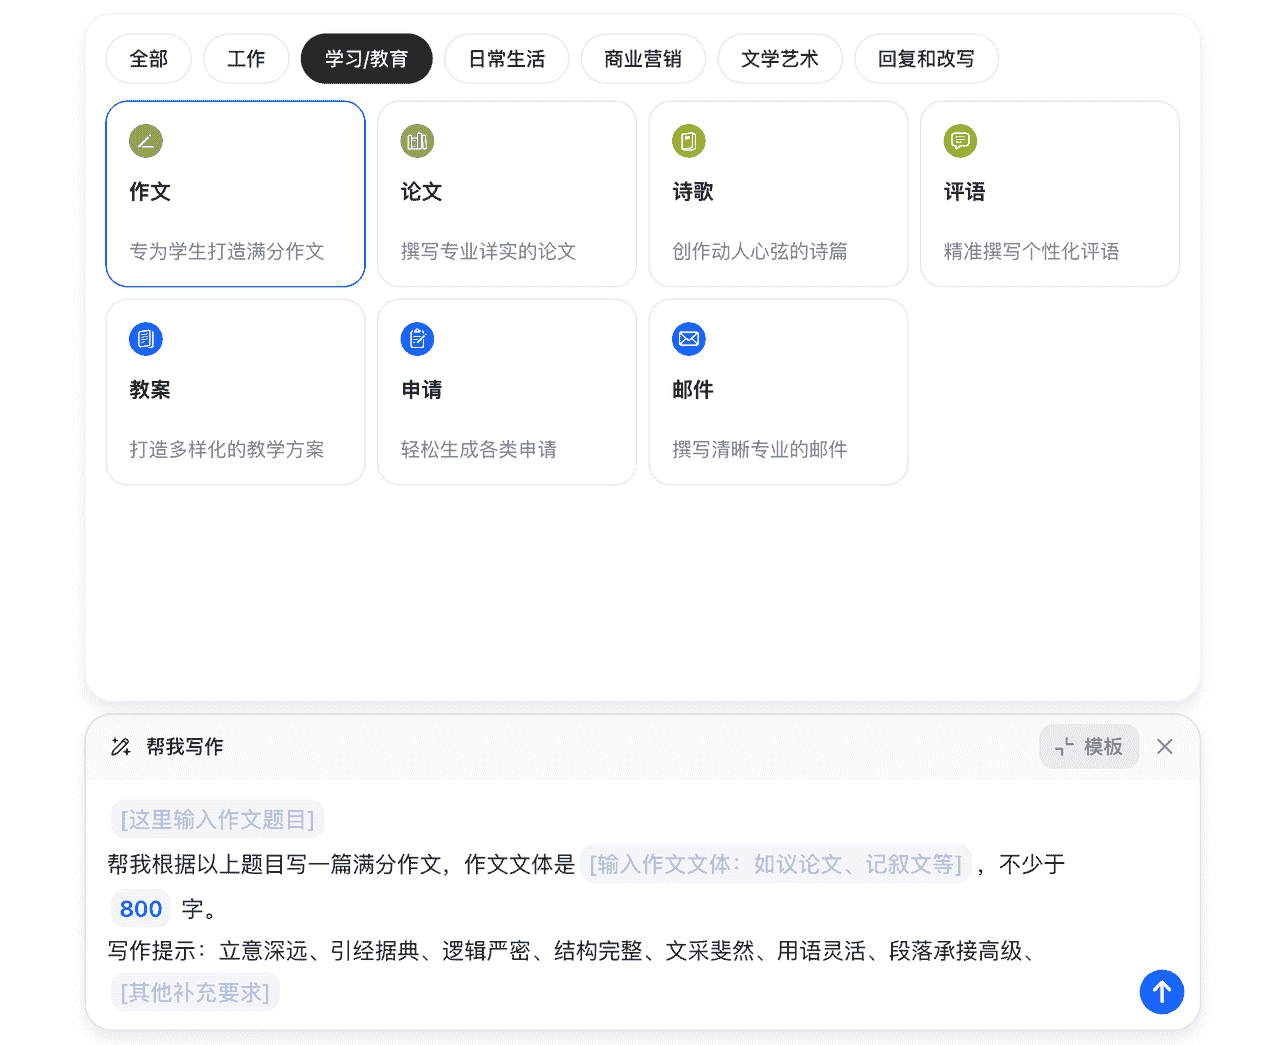 全部 工作 学习/教育 日常生活 商业营销 文学艺术 回复和改写
作文 论文 诗歌 评语
专为学生打造满分作文 撰写专业详实的论文 创作动人心弦的诗篇 精准撰写个性化评语
教案 申请 邮件
打造多样化的教学方案 轻松生成各类申请 撰写清晰专业的邮件
帮我写作 模板
[这里输入作文题目]
帮我根据以上题目写一篇满分作文，作文文体是 [输入作文文体：如议论文、记叙文等] ，不少于
800 字。
写作提示：立意深远、引经据典、逻辑严密、结构完整、文采斐然、用语灵活、段落承接高级、
[其他补充要求]